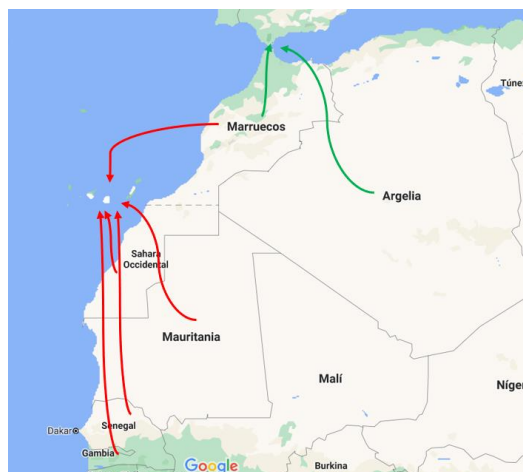 Túnez
Marruecos
Argelia
Sahara
Occidental
Mauritania
Malí
Níger
Senegal
Dakar
Gambia
Google
Burkina